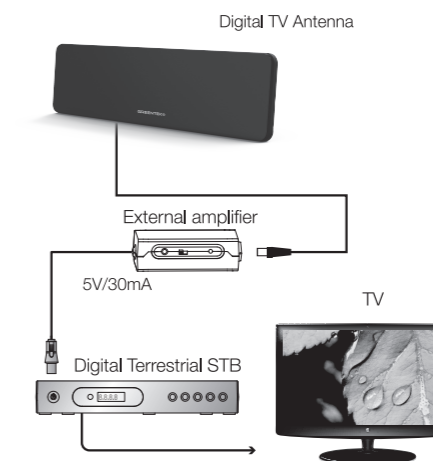 Digital TV Antenna
External amplifier
5V/30mA
TV
Digital Terrestrial STB